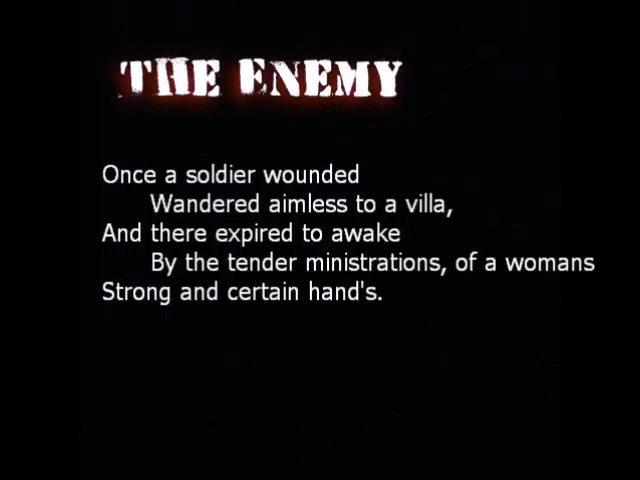 THE ENEMY
Once a soldier wounded
Wandered aimless to a villa,
And there expired to awake
By the tender ministrations, of a womans
Strong and certain hand's.